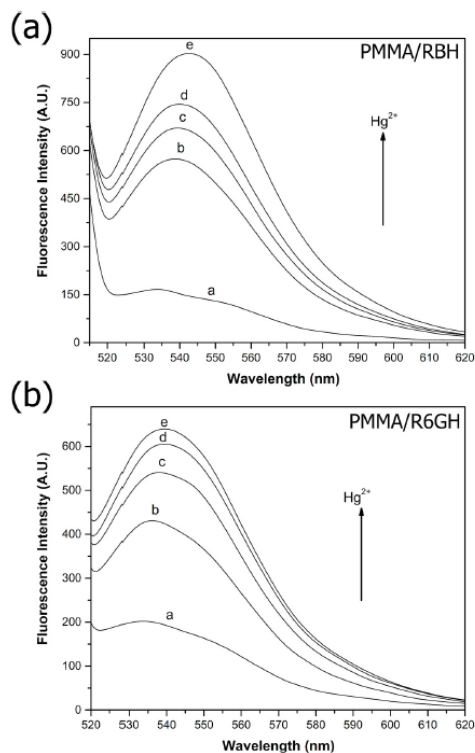 (a)
PMMA/RBH
Fluorescence Intensity (A.U.)
900
750
600
450
300
150
0
e
d
c
b
a
Hg²⁺
520 530 540 550 560 570 580 590 600 610 620
Wavelength (nm)
(b)
PMMA/R6GH
Fluorescence Intensity (A.U.)
600
500
400
300
200
100
0
e
d
c
b
a
Hg²⁺
520 530 540 550 560 570 580 590 600 610 620
Wavelength (nm)